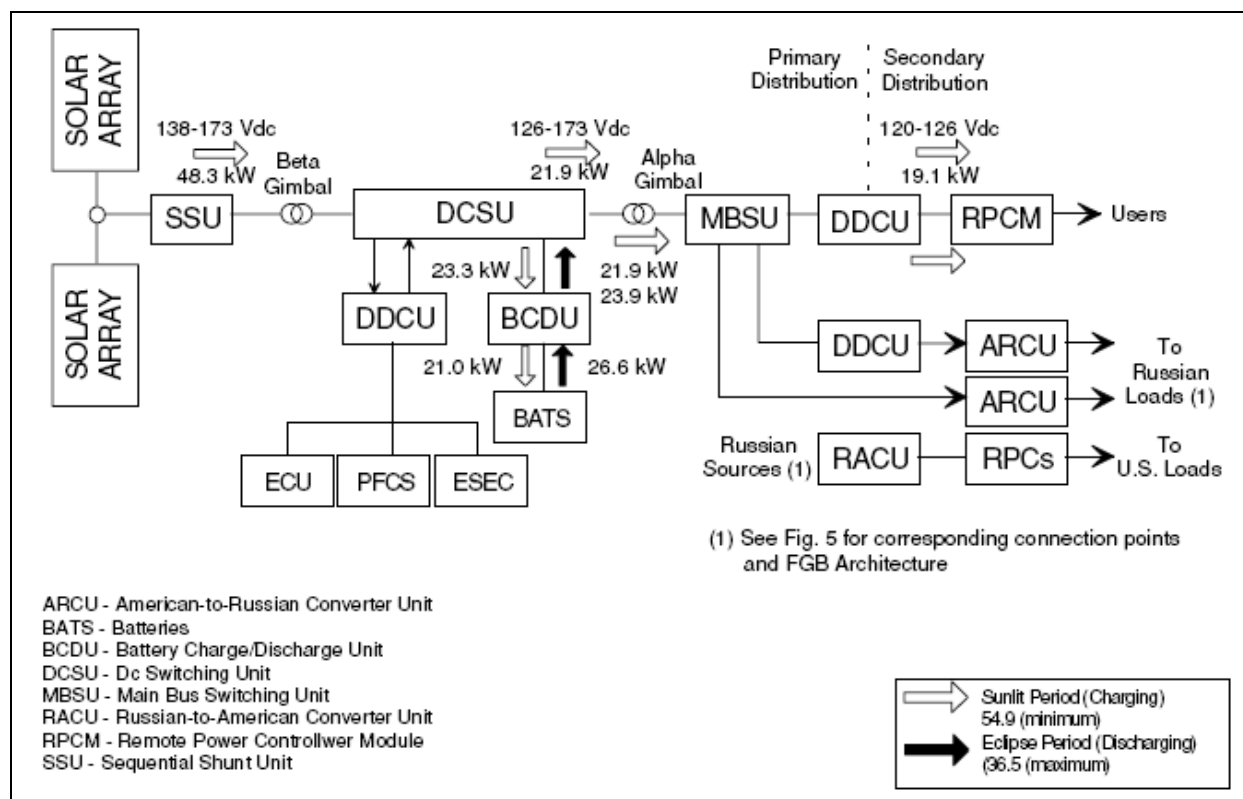 SOLAR
ARRAY
SOLAR
ARRAY
138-173 Vdc
48.3 kW
SSU
Beta
Gimbal
DCSU
126-173 Vdc
21.9 kW
Alpha
Gimbal
21.9 kW
23.9 kW
MBSU
Primary
Distribution
Secondary
Distribution
DDCU
120-126 Vdc
19.1 kW
RPCM
Users
23.3 kW
DDCU
BCDU
21.0 kW
26.6 kW
BATS
ECU
PFCS
ESEC
DDCU
ARCU
ARCU
To
Russian
Loads (1)
Russian
Sources (1)
RACU
RPCs
To
U.S. Loads
(1) See Fig. 5 for corresponding connection points
and FGB Architecture
ARCU - American-to-Russian Converter Unit
BATS - Batteries
BCDU - Battery Charge/Discharge Unit
DCSU - Dc Switching Unit
MBSU - Main Bus Switching Unit
RACU - Russian-to-American Converter Unit
RPCM - Remote Power Controllwer Module
SSU - Sequential Shunt Unit
Sunlit Period (Charging)
54.9 (minimum)
Eclipse Period (Discharging)
(36.5 (maximum)